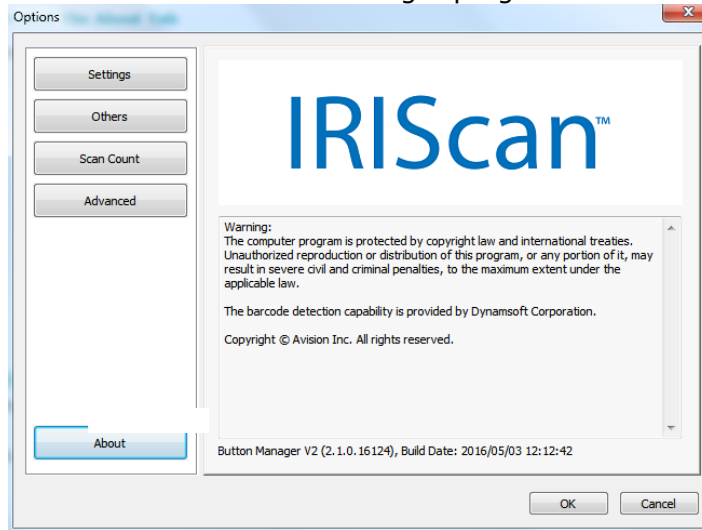 Options
Settings
Others
Scan Count
Advanced
About
IRIScan™
Warning:
The computer program is protected by copyright law and international treaties.
Unauthorized reproduction or distribution of this program, or any portion of it, may
result in severe civil and criminal penalties, to the maximum extent under the
applicable law.
The barcode detection capability is provided by Dynamsoft Corporation.
Copyright © Avision Inc. All rights reserved.
Button Manager V2 (2.1.0.16124), Build Date: 2016/05/03 12:12:42
OK
Cancel